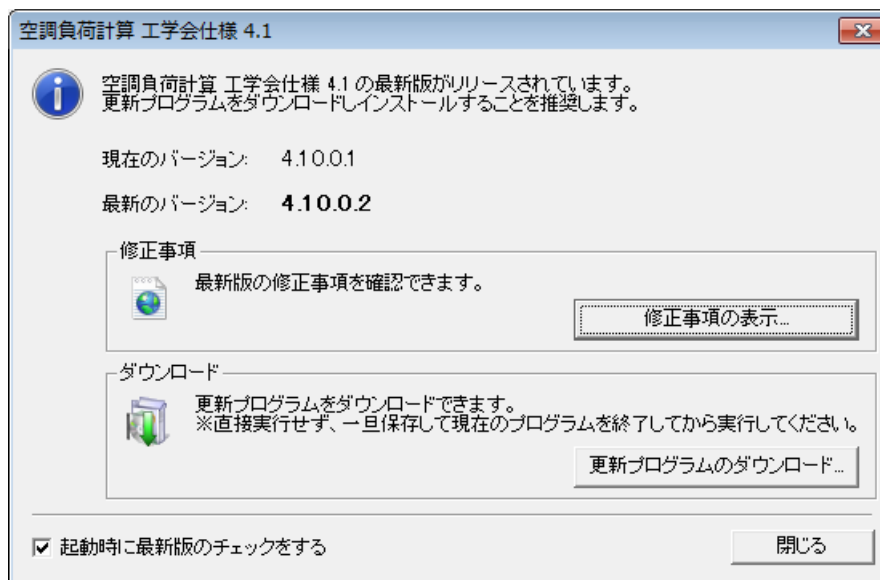 空調負荷計算 工学会仕様 4.1
空調負荷計算 工学会仕様 4.1 の最新版がリリースされています。
更新プログラムをダウンロードしインストールすることを推奨します。
現在のバージョン: 4.1.0.0.1
最新のバージョン: 4.1.0.0.2
修正事項
最新版の修正事項を確認できます。
修正事項の表示...
ダウンロード
更新プログラムをダウンロードできます。
※直接実行せず、一旦保存して現在のプログラムを終了してから実行してください。
更新プログラムのダウンロード...
起動時に最新版のチェックをする
閉じる